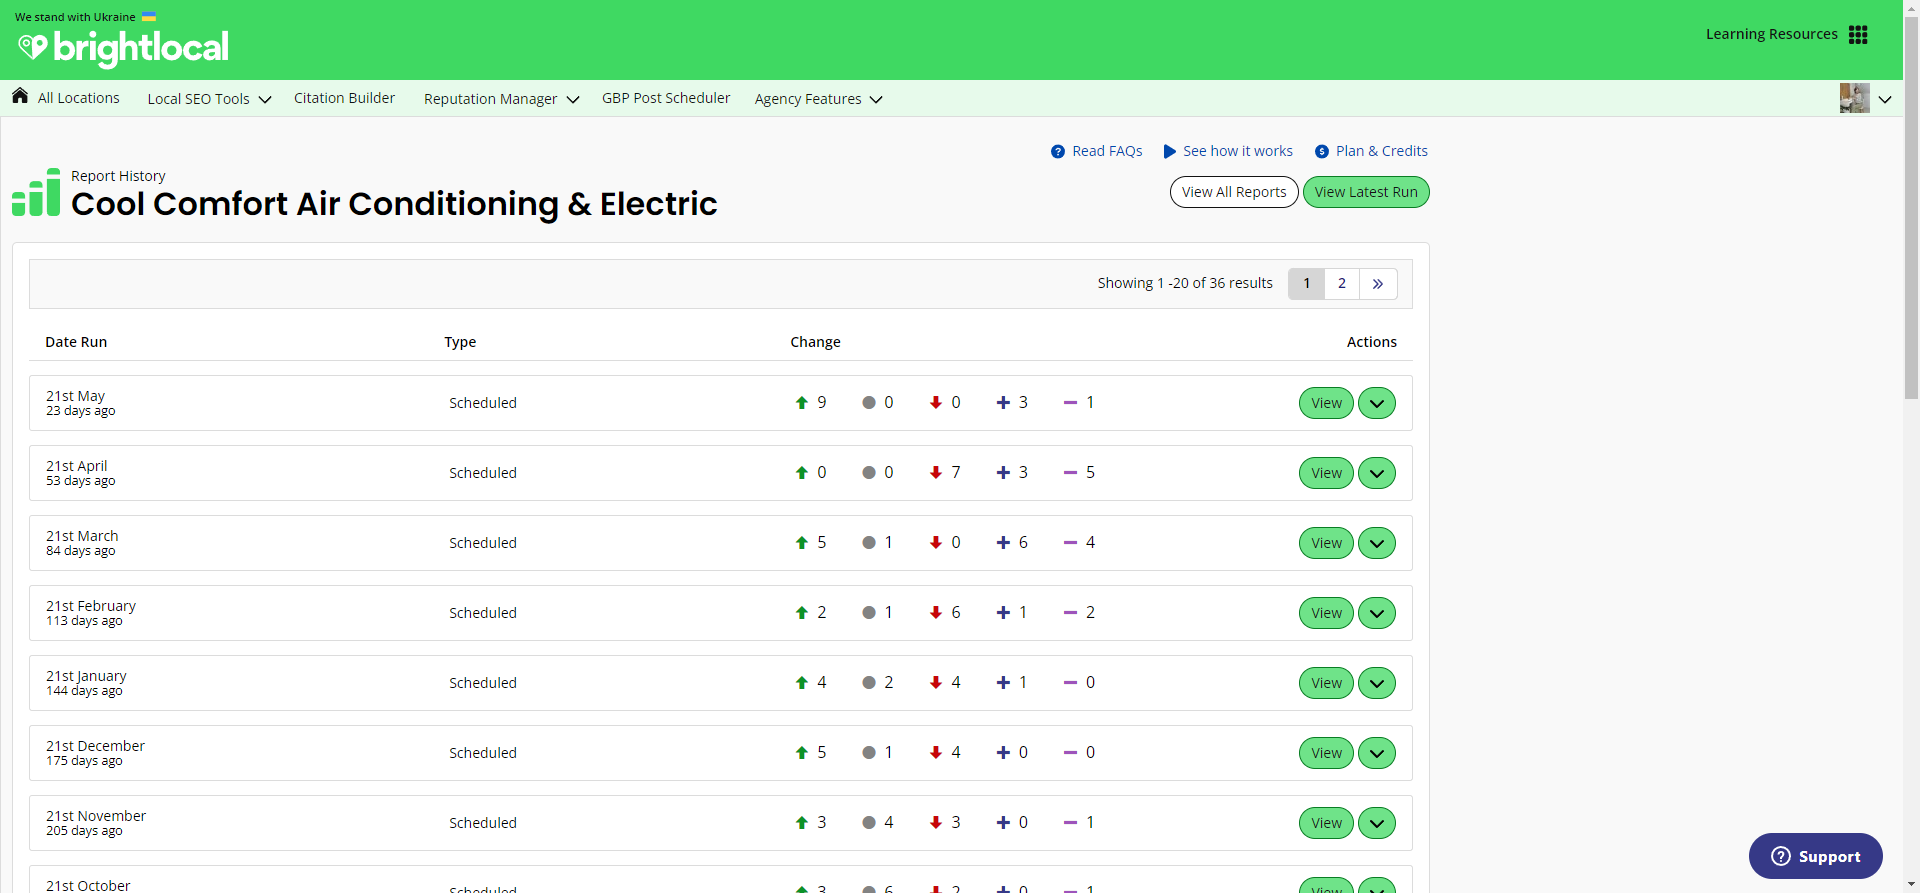 We stand with Ukraine
brightlocal
Learning Resources
All Locations Local SEO Tools Citation Builder Reputation Manager GBP Post Scheduler Agency Features
Read FAQs See how it works Plan & Credits
Report History
Cool Comfort Air Conditioning & Electric
View All Reports View Latest Run
Showing 1 -20 of 36 results 1 2 »
Date Run Type Change Actions
21st May
23 days ago
Scheduled 9 0 0 3 1 View
21st April
53 days ago
Scheduled 0 0 7 3 5 View
21st March
84 days ago
Scheduled 5 1 0 6 4 View
21st February
113 days ago
Scheduled 2 1 6 1 2 View
21st January
144 days ago
Scheduled 4 2 4 1 0 View
21st December
175 days ago
Scheduled 5 1 4 0 0 View
21st November
205 days ago
Scheduled 3 4 3 0 1 View
21st October
Scheduled 3 6 2 0 1 View
Support